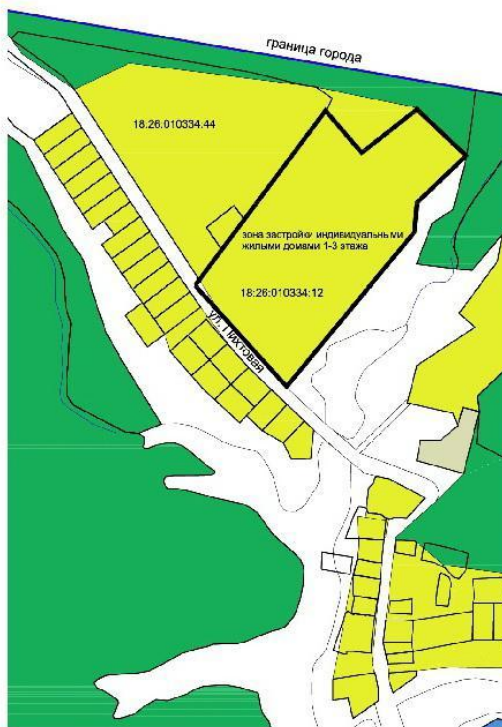 граница города
18.26.010334.44
зона застройки индивидуальными
жилыми домами 1-3 этажа
18:26:010334:12
ул. Пихтовая